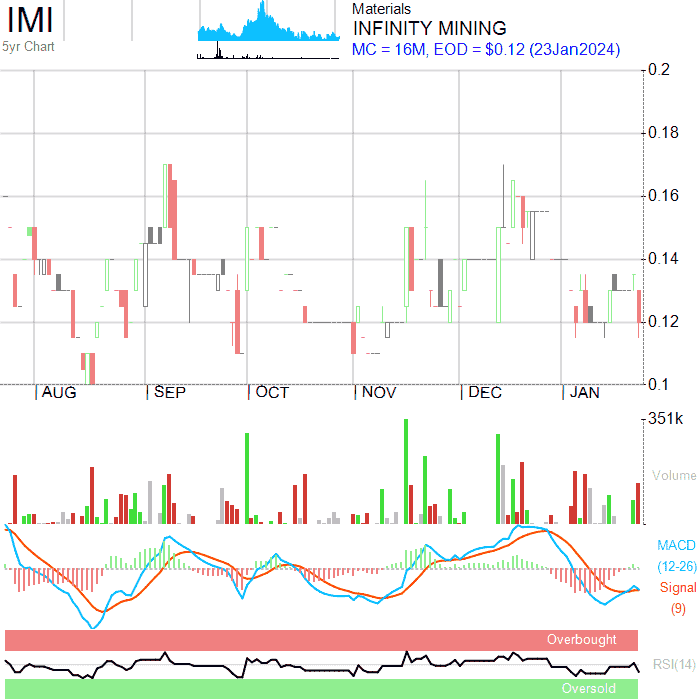 IMI
5yr Chart
Materials
INFINITY MINING
MC = 16M, EOD = $0.12 (23Jan2024)
0.2
0.18
0.16
0.14
0.12
0.1
AUG
SEP
OCT
NOV
DEC
JAN
351k
Volume
MACD
(12-26)
Signal
(9)
Overbought
RSI(14)
Oversold